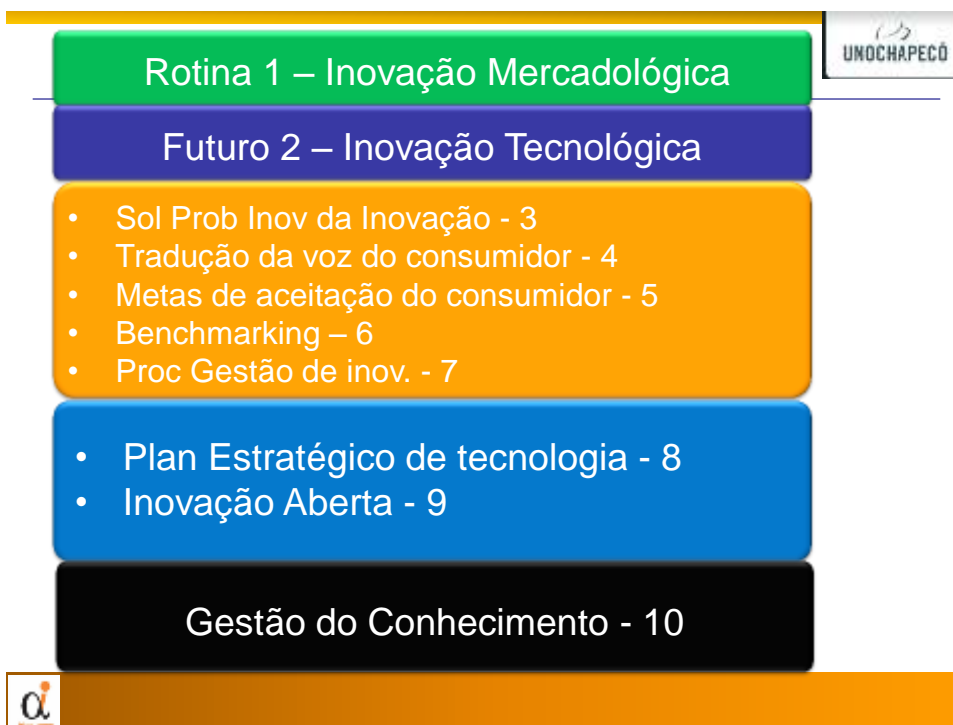 UNOCHAPECÓ
Rotina 1 – Inovação Mercadológica
Futuro 2 – Inovação Tecnológica
• Sol Prob Inov da Inovação - 3
• Tradução da voz do consumidor - 4
• Metas de aceitação do consumidor - 5
• Benchmarking – 6
• Proc Gestão de inov. - 7
• Plan Estratégico de tecnologia - 8
• Inovação Aberta - 9
Gestão do Conhecimento - 10
αi